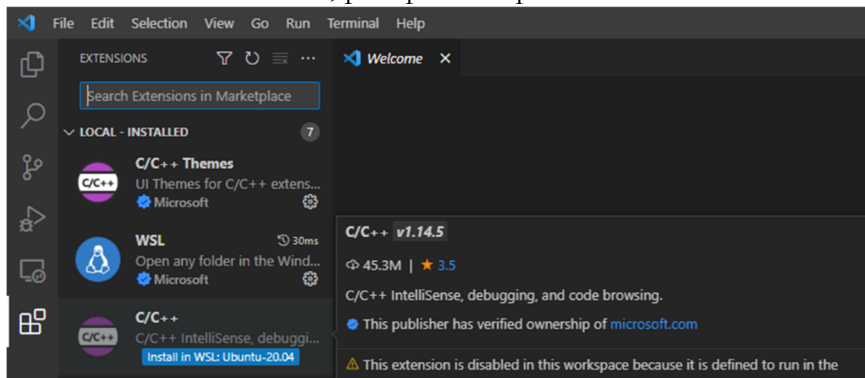 File Edit Selection View Go Run Terminal Help
EXTENSIONS
Welcome
Search Extensions in Marketplace
LOCAL - INSTALLED 7
C/C++ Themes
C/C++
UI Themes for C/C++ extens...
Microsoft
WSL 30ms
Open any folder in the Wind...
Microsoft
C/C++
C/C++
C/C++ IntelliSense, debuggi...
Install in WSL: Ubuntu-20.04
C/C++ v1.14.5
45.3M | 3.5
C/C++ IntelliSense, debugging, and code browsing.
This publisher has verified ownership of microsoft.com
This extension is disabled in this workspace because it is defined to run in the